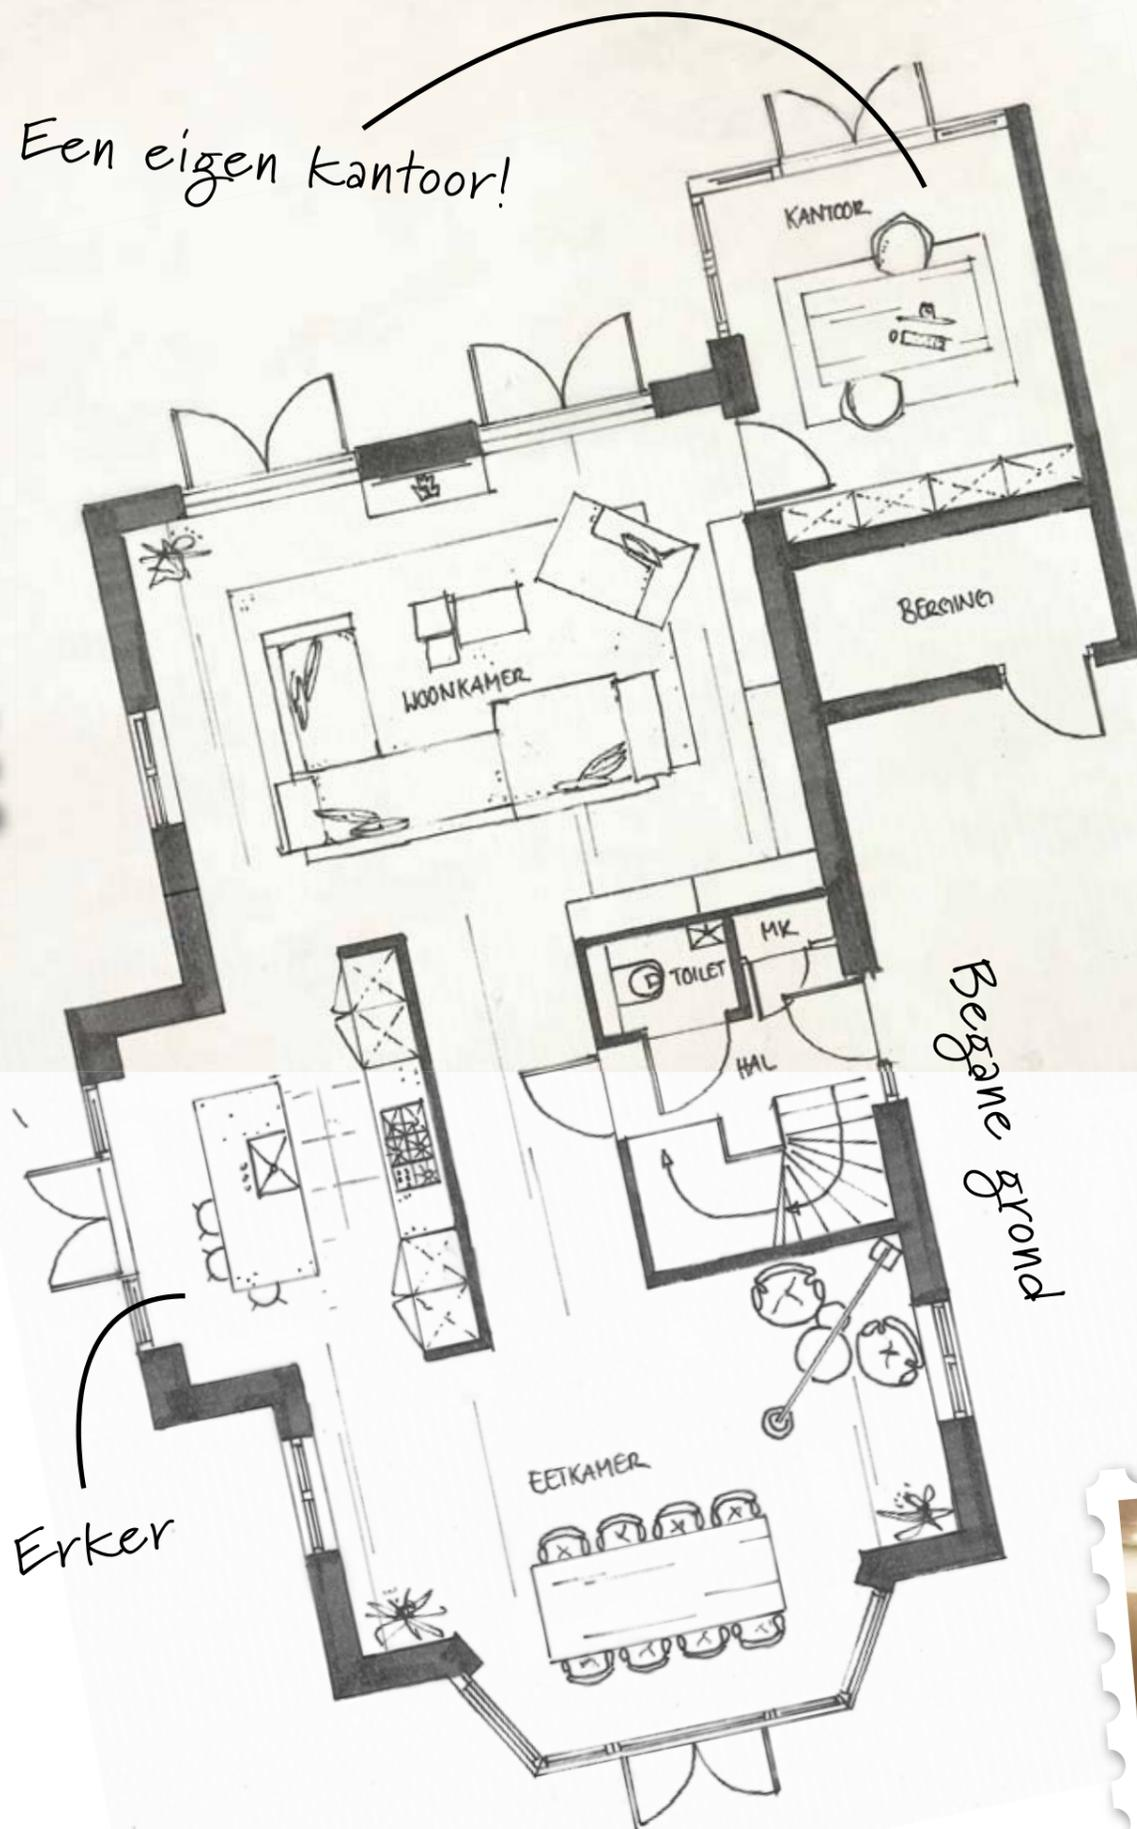 Een eigen kantoor!
KANTOOR
BERGING
WOONKAMER
MK
TOILET
HAL
Begane grond
EETKAMER
Erker